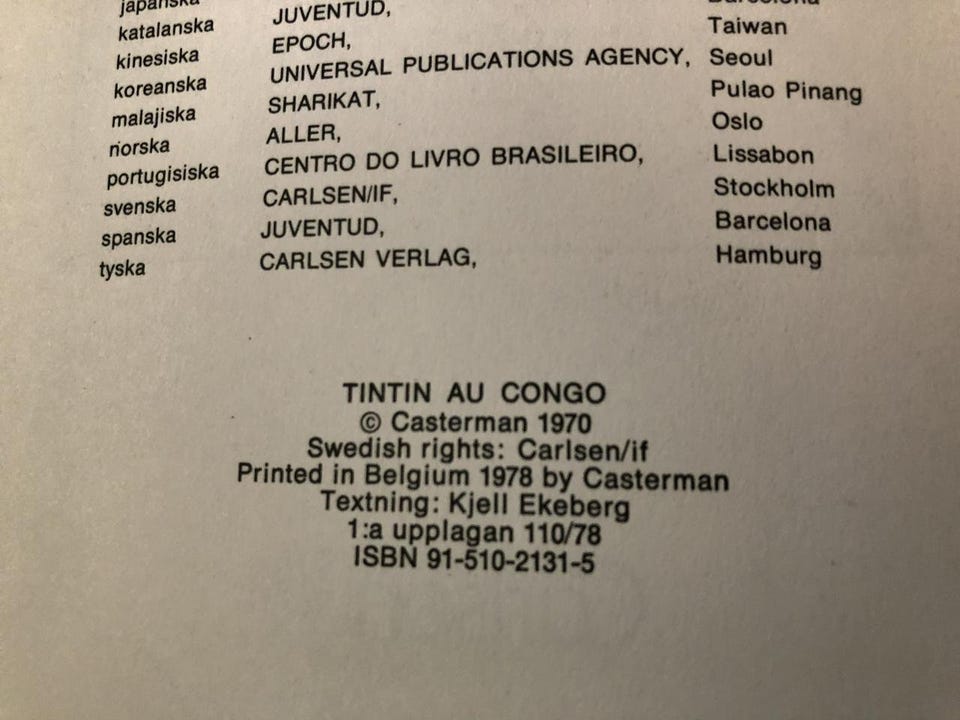 japanska
katalanska JUVENTUD, Barcelona
kinesiska EPOCH, Taiwan
koreanska UNIVERSAL PUBLICATIONS AGENCY, Seoul
malajiska SHARIKAT, Pulao Pinang
norska ALLER, Oslo
portugisiska CENTRO DO LIVRO BRASILEIRO, Lissabon
svenska CARLSEN/IF, Stockholm
spanska JUVENTUD, Barcelona
tyska CARLSEN VERLAG, Hamburg
TINTIN AU CONGO
© Casterman 1970
Swedish rights: Carlsen/if
Printed in Belgium 1978 by Casterman
Textning: Kjell Ekeberg
1:a upplagan 110/78
ISBN 91-510-2131-5